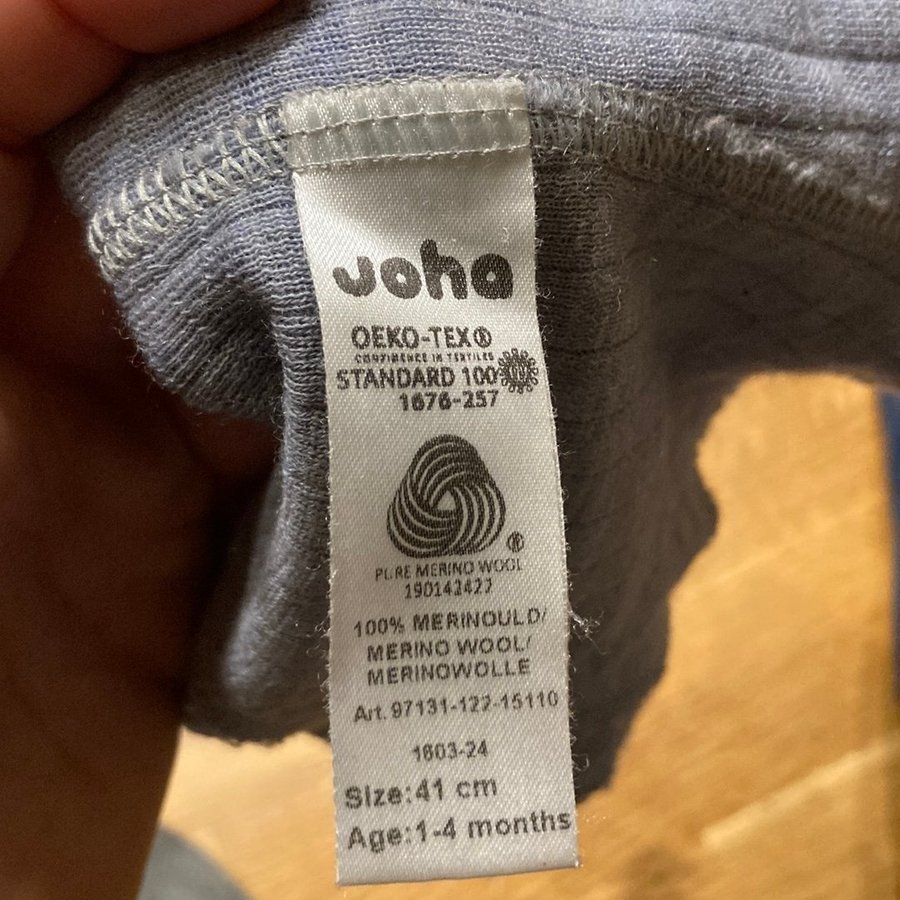 Joha
OEKO-TEX®
CONFIDENCE IN TEXTILES
STANDARD 100
1676-257
®
PURE MERINO WOOL
190142422
100% MERINOULD/
MERINO WOOL/
MERINOWOLLE
Art. 97131-122-15110
1603-24
Size:41 cm
Age:1-4 months